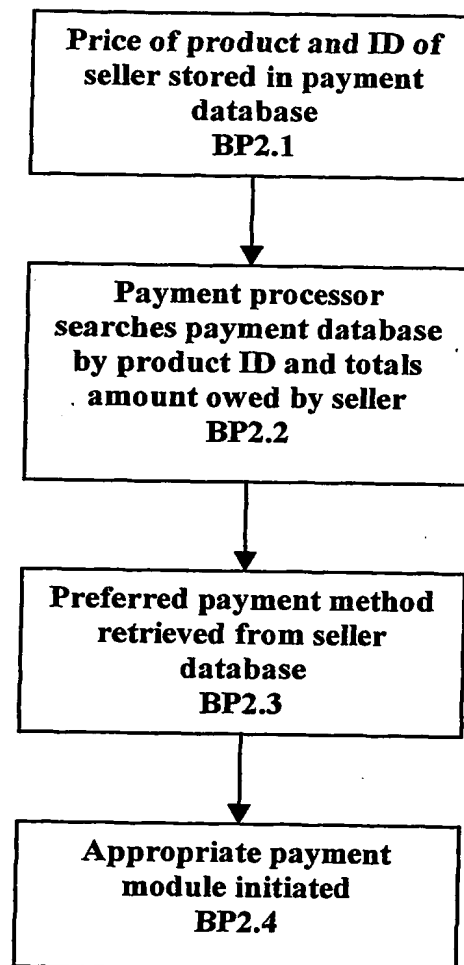 Price of product and ID of
seller stored in payment
database
BP2.1
Payment processor
searches payment database
by product ID and totals
amount owed by seller
BP2.2
Preferred payment method
retrieved from seller
database
BP2.3
Appropriate payment
module initiated
BP2.4